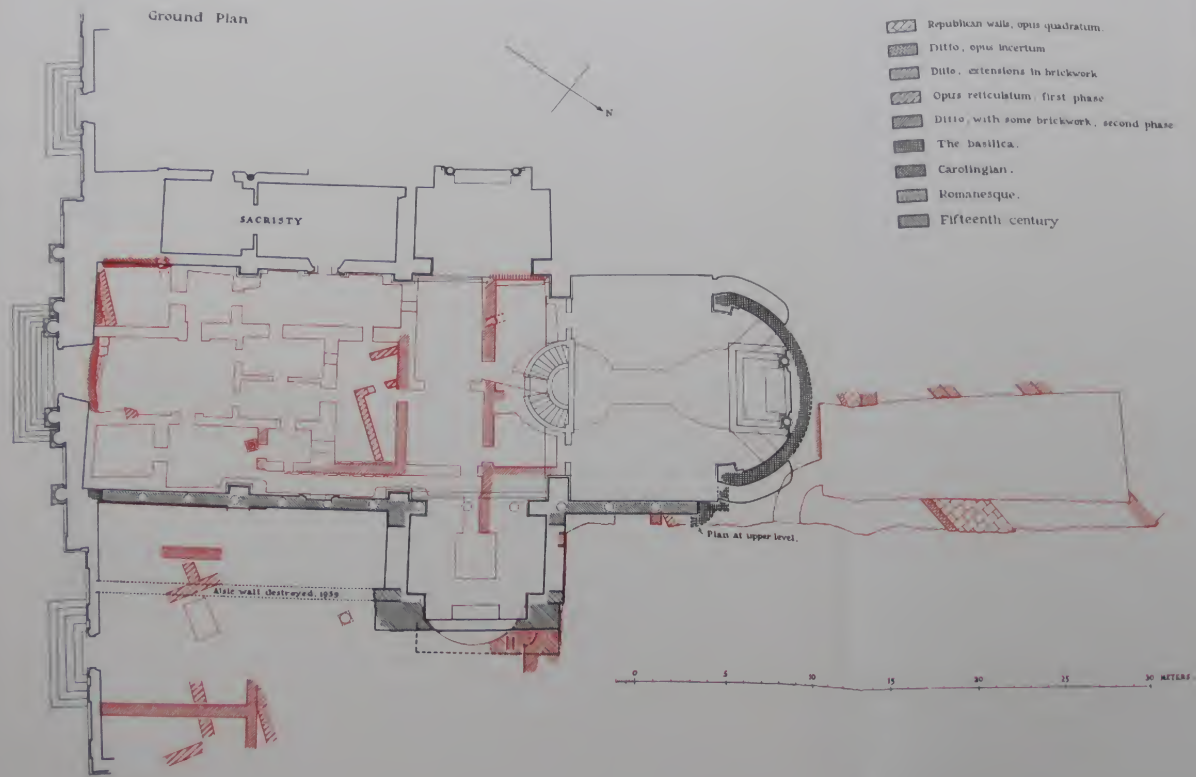 Ground Plan
N
Republican walls, opus quadratum.
Ditto, opus incertum
Ditto, extensions in brickwork
Opus reticulatum, first phase
Ditto, with some brickwork, second phase
The basilica.
Carolingian.
Romanesque.
Fifteenth century
SACRISTY
Plan at upper level.
Aisle wall destroyed, 1939
0 5 10 15 20 25 30 METERS.